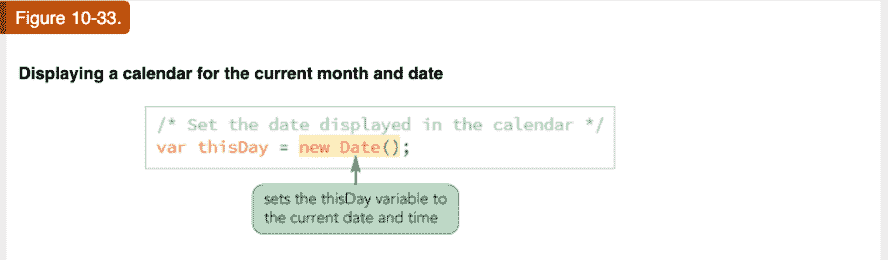 Figure 10-33.
Displaying a calendar for the current month and date
/* Set the date displayed in the calendar */
var thisDay = new Date();
sets the thisDay variable to
the current date and time